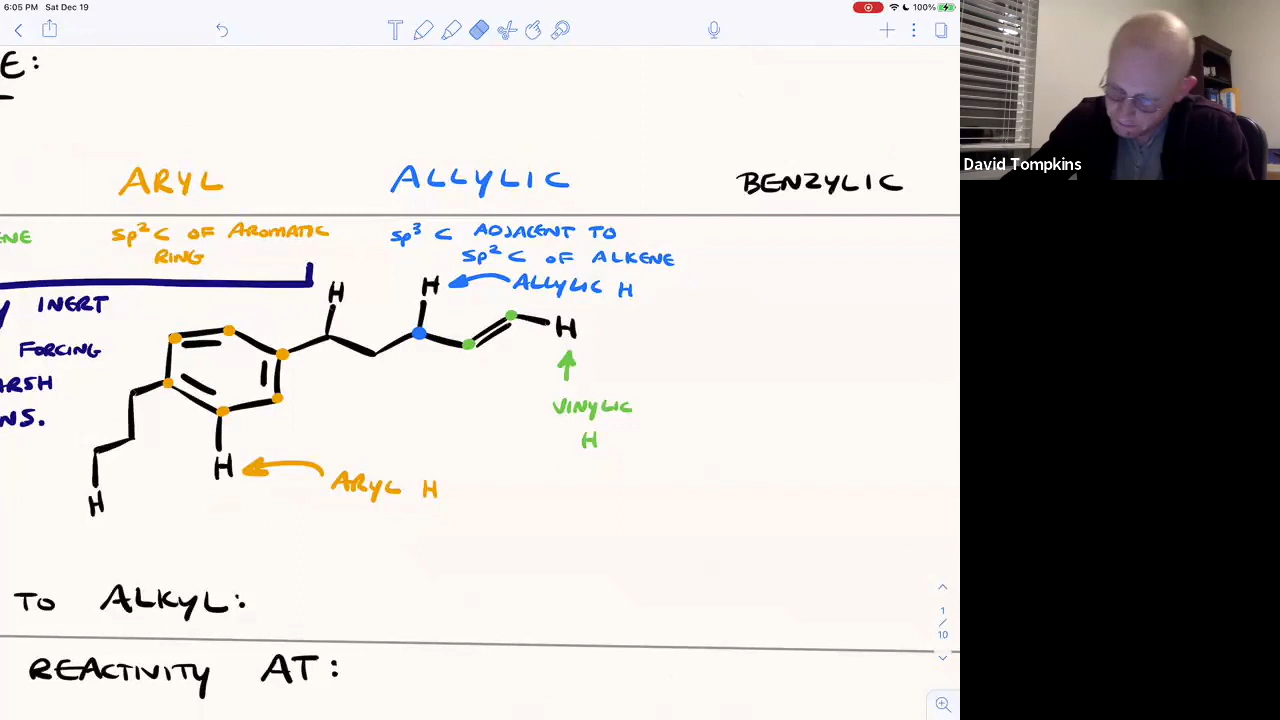 6:05 PM Sat Dec 19
100%
E:
ARYL
ALLYLIC
BENZYLIC
David Tompkins
ENE
sp² C OF AROMATIC
RING
sp³ C ADJACENT TO
sp² C OF ALKENE
ALLYLIC H
H
H
H
INERT
FORCING
ARSH
NS.
VINYLIC
H
H
ARYL H
H
TO ALKYL:
REACTIVITY AT:
1
/
10